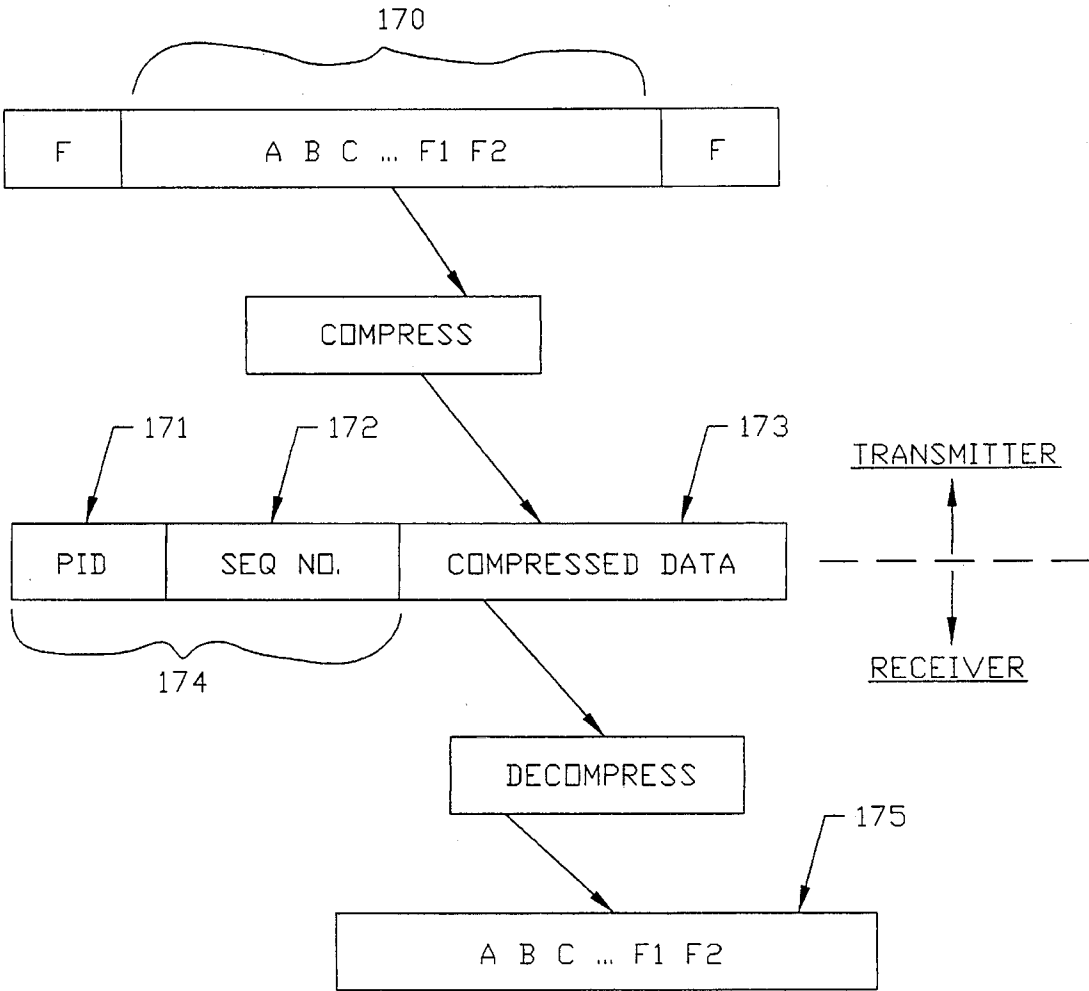 170
F A B C ... F1 F2 F
COMPRESS
171 172 173
TRANSMITTER
PID SEQ NO. COMPRESSED DATA
RECEIVER
174
DECOMPRESS
175
A B C ... F1 F2